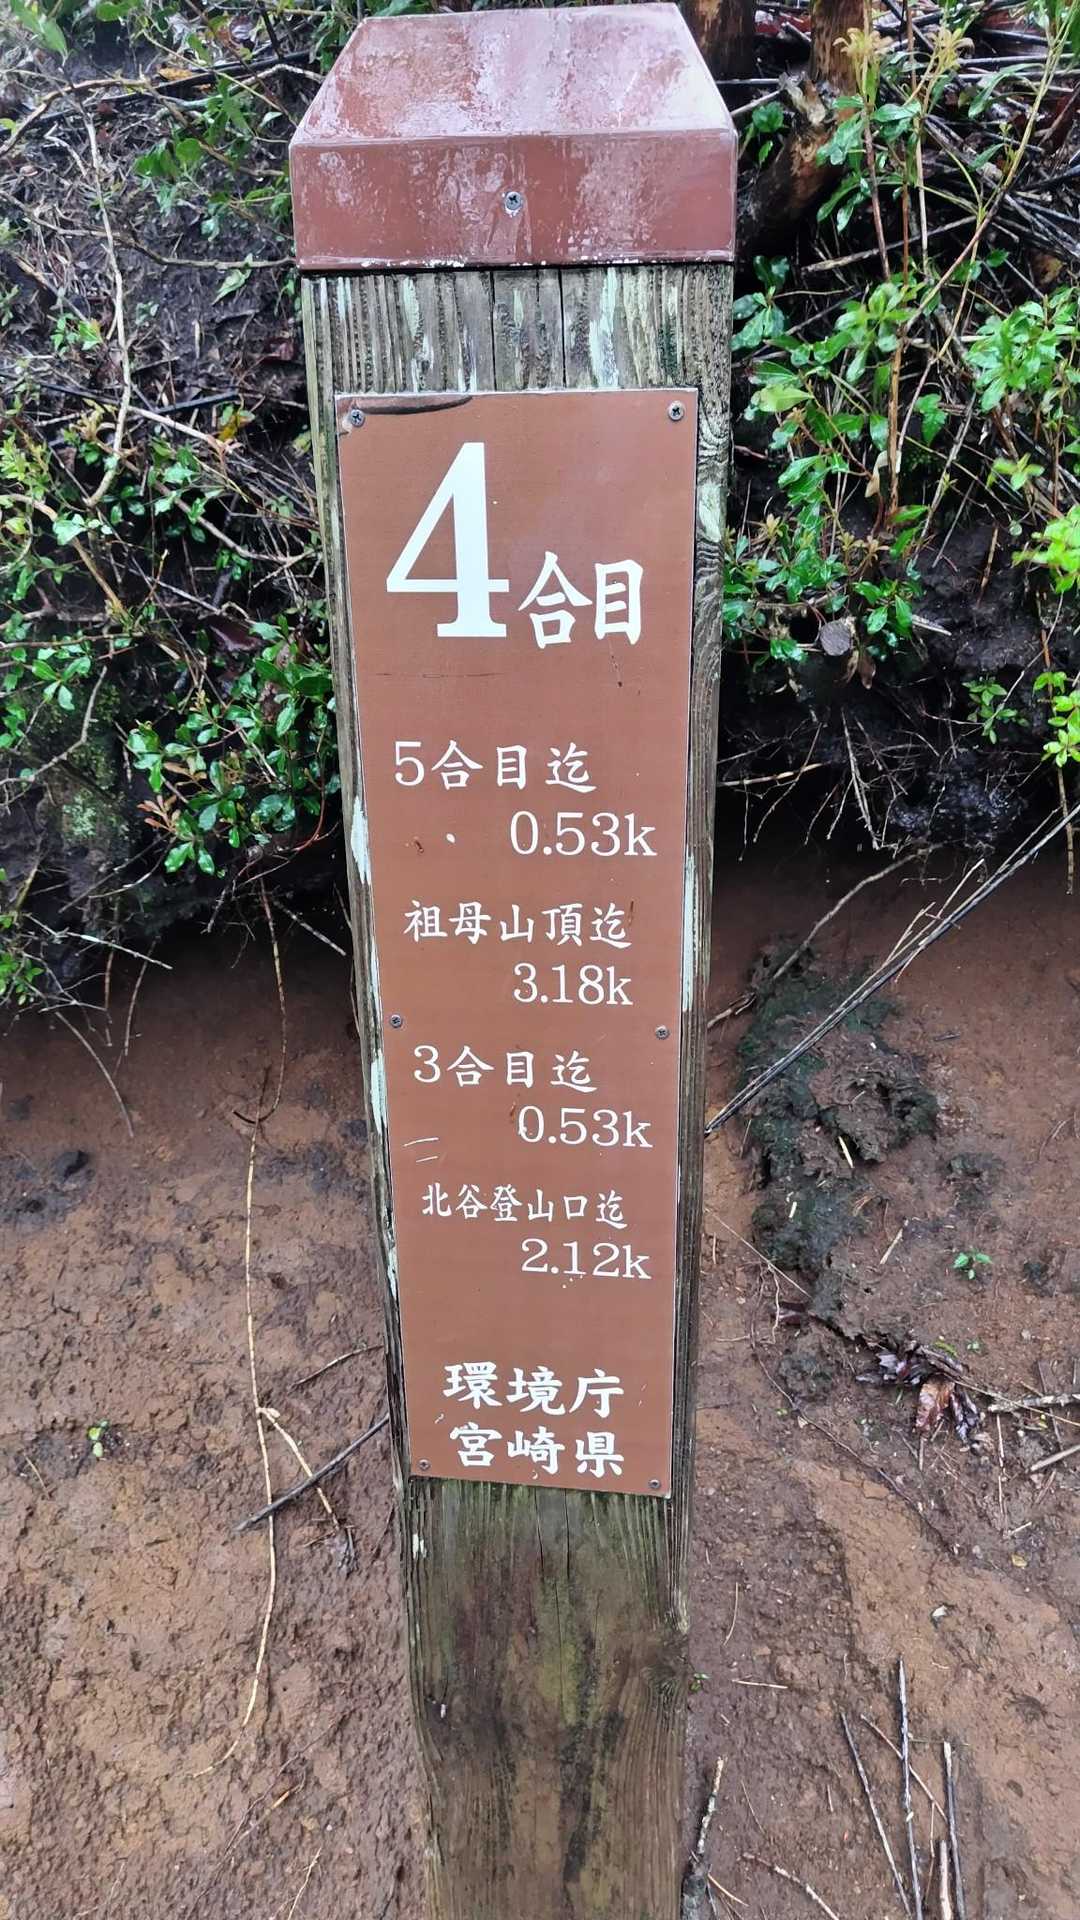 4合目
5合目迄
0.53k
祖母山頂迄
3.18k
3合目迄
0.53k
北谷登山口迄
2.12k
環境庁
宮崎県